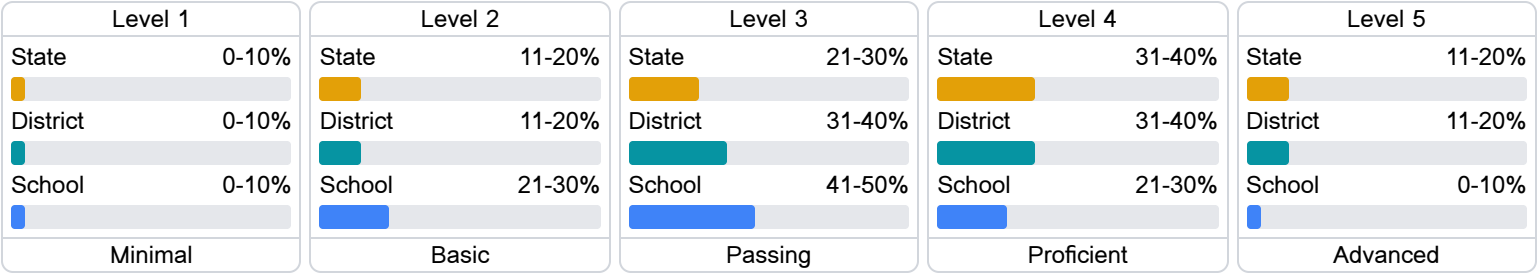 Level 1
State 0-10%
District 0-10%
School 0-10%
Minimal
Level 2
State 11-20%
District 11-20%
School 21-30%
Basic
Level 3
State 21-30%
District 31-40%
School 41-50%
Passing
Level 4
State 31-40%
District 31-40%
School 21-30%
Proficient
Level 5
State 11-20%
District 11-20%
School 0-10%
Advanced